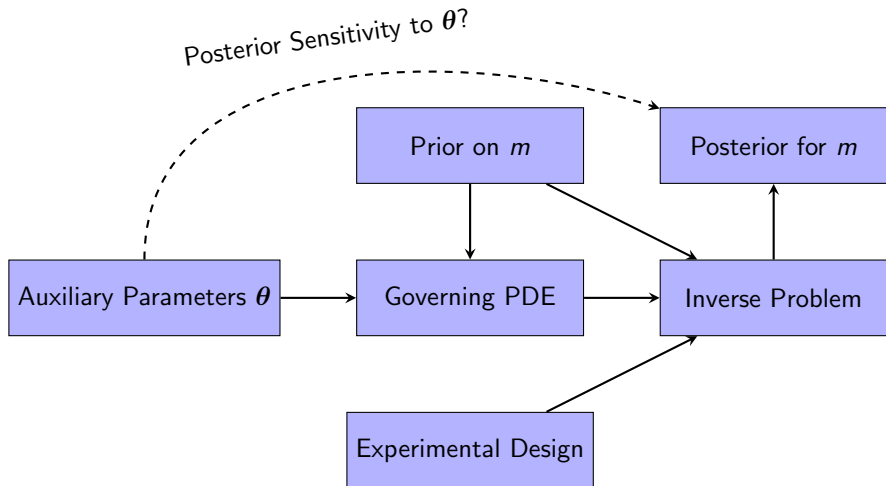 Posterior Sensitivity to θ?
Prior on m
Posterior for m
Auxiliary Parameters θ
Governing PDE
Inverse Problem
Experimental Design